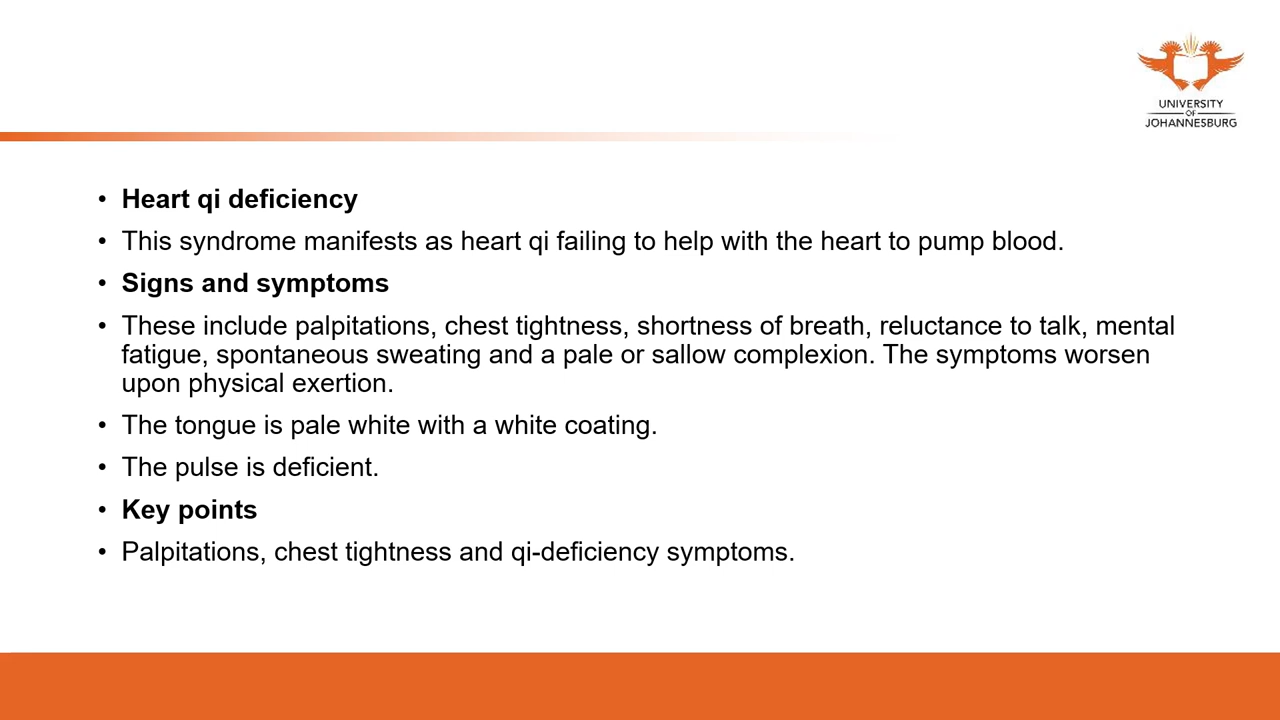 UNIVERSITY
OF
JOHANNESBURG
• Heart qi deficiency
• This syndrome manifests as heart qi failing to help with the heart to pump blood.
• Signs and symptoms
• These include palpitations, chest tightness, shortness of breath, reluctance to talk, mental
fatigue, spontaneous sweating and a pale or sallow complexion. The symptoms worsen
upon physical exertion.
• The tongue is pale white with a white coating.
• The pulse is deficient.
• Key points
• Palpitations, chest tightness and qi-deficiency symptoms.